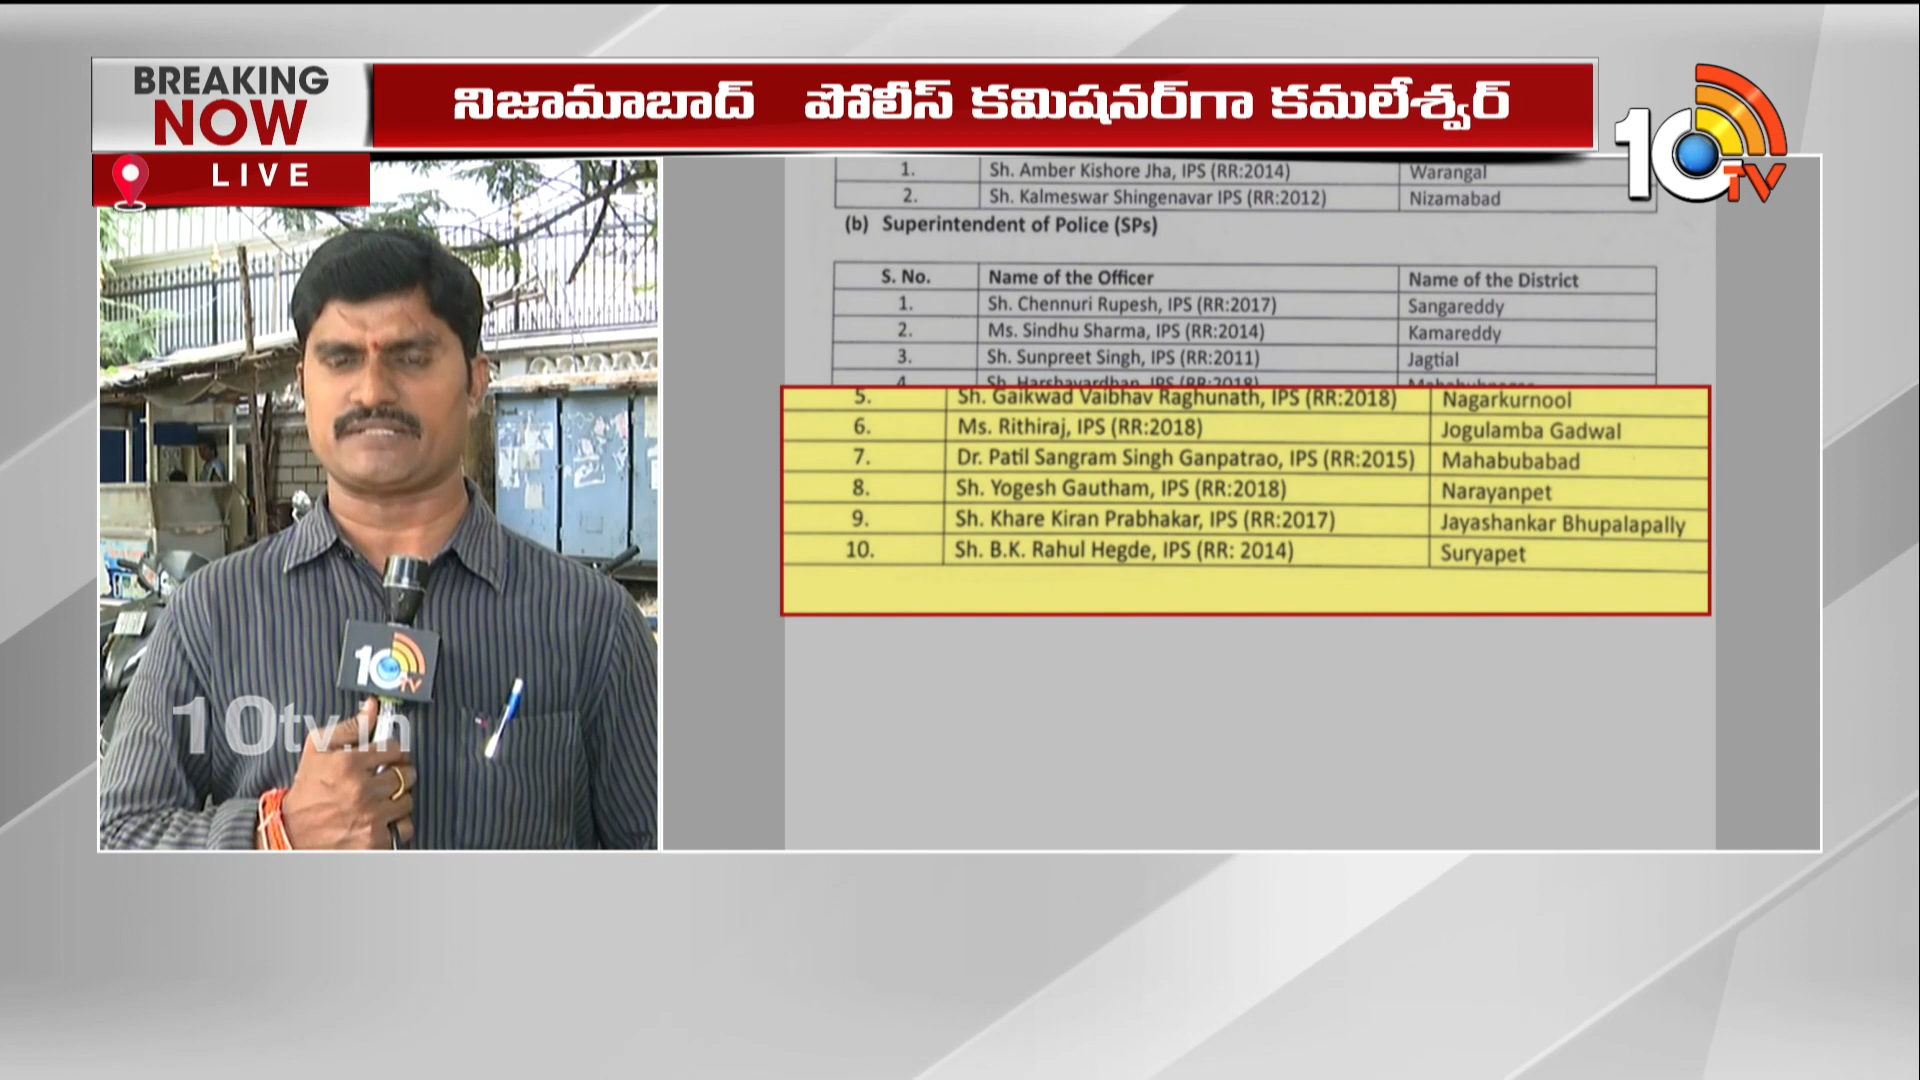 BREAKING
NOW
LIVE
నిజామాబాద్ పోలీస్ కమిషనర్‌గా కమలేశ్వర్
10TV
1. Sh. Amber Kishore Jha, IPS (RR:2014) Warangal
2. Sh. Kalmeswar Shingenavar IPS (RR:2012) Nizamabad
(b) Superintendent of Police (SPs)
S. No. Name of the Officer Name of the District
1. Sh. Chennuri Rupesh, IPS (RR:2017) Sangareddy
2. Ms. Sindhu Sharma, IPS (RR:2014) Kamareddy
3. Sh. Sunpreet Singh, IPS (RR:2011) Jagtial
4. Sh. Harshavardhan, IPS (RR:2018)
5. Sh. Gaikwad Vaibhav Raghunath, IPS (RR:2018) Nagarkurnool
6. Ms. Rithiraj, IPS (RR:2018) Jogulamba Gadwal
7. Dr. Patil Sangram Singh Ganpatrao, IPS (RR:2015) Mahabubabad
8. Sh. Yogesh Gautham, IPS (RR:2018) Narayanpet
9. Sh. Khare Kiran Prabhakar, IPS (RR:2017) Jayashankar Bhupalapally
10. Sh. B.K. Rahul Hegde, IPS (RR: 2014) Suryapet
10TV
10tv.in